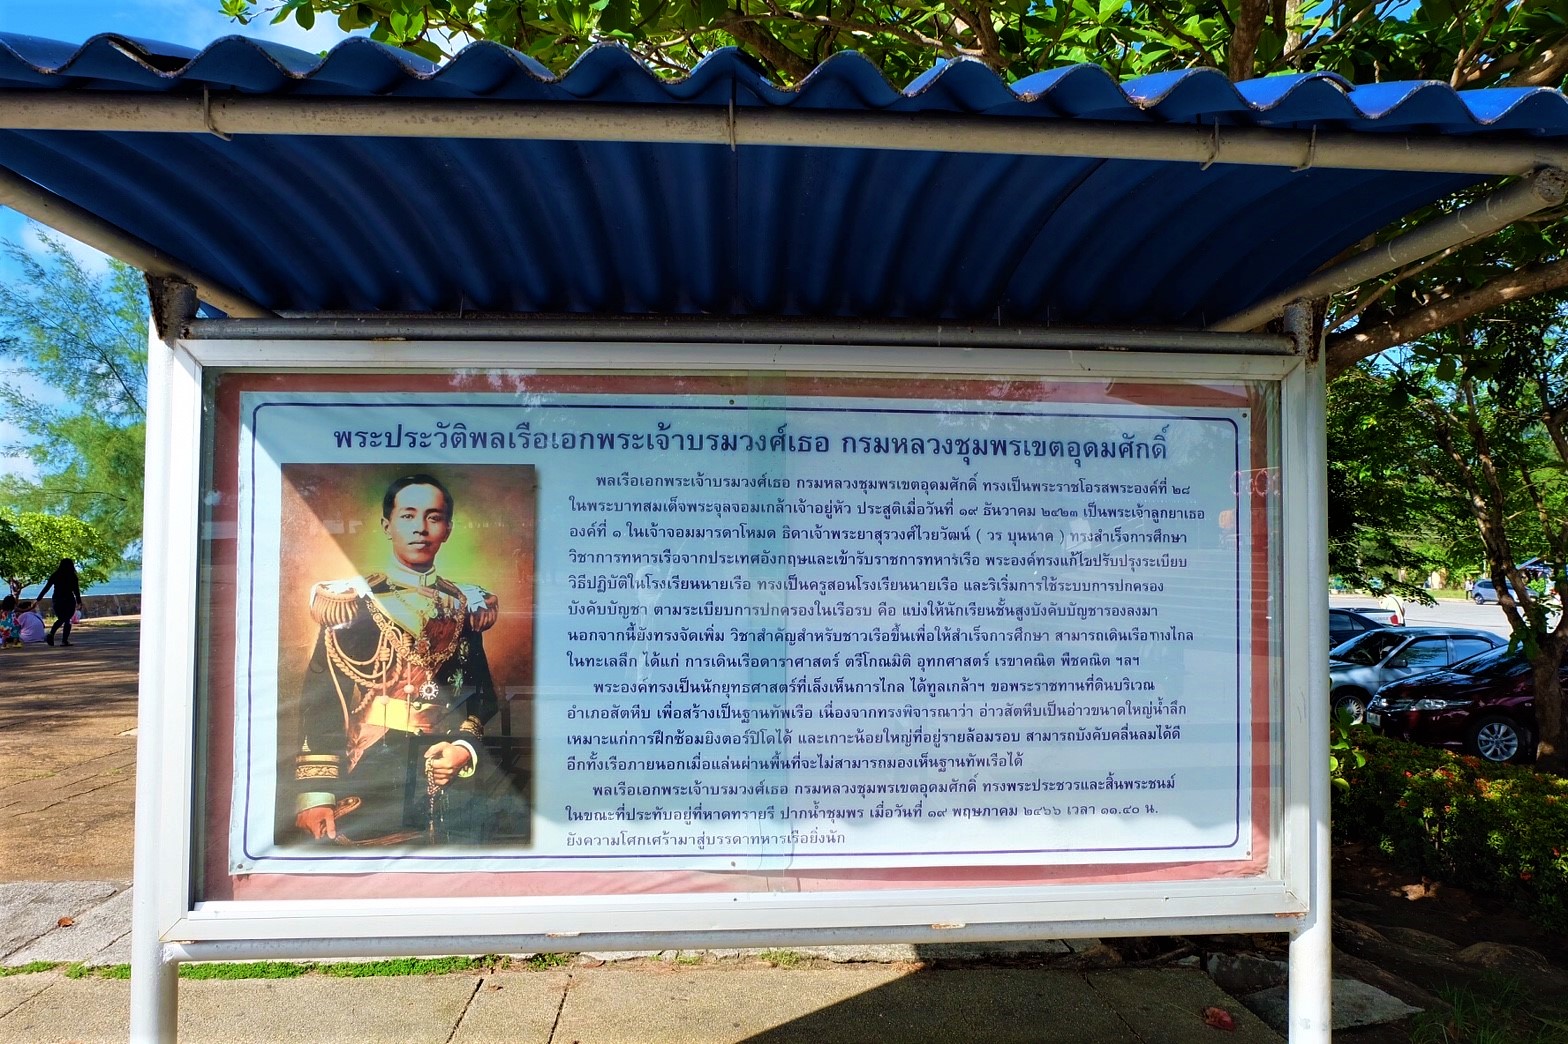 พระประวัติพลเรือเอกพระเจ้าบรมวงศ์เธอ กรมหลวงชุมพรเขตอุดมศักดิ์
พลเรือเอกพระเจ้าบรมวงศ์เธอ กรมหลวงชุมพรเขตอุดมศักดิ์ ทรงเป็นพระราชโอรสพระองค์ที่ ๒๘
ในพระบาทสมเด็จพระจุลจอมเกล้าเจ้าอยู่หัว ประสูติเมื่อวันที่ ๑๙ ธันวาคม ๒๔๒๓ เป็นพระเจ้าลูกยาเธอ
องค์ที่ ๑ ในเจ้าจอมมารดาโหมด ธิดาเจ้าพระยาสุรวงศ์ไวยวัฒน์ ( วร บุนนาค ) ทรงสำเร็จการศึกษา
วิชาการทหารเรือจากประเทศอังกฤษและเข้ารับราชการทหารเรือ พระองค์ทรงแก้ไขปรับปรุงระเบียบ
วิธีปฏิบัติในโรงเรียนนายเรือ ทรงเป็นครูสอนโรงเรียนนายเรือ และริเริ่มการใช้ระบบการปกครอง
บังคับบัญชา ตามระเบียบการปกครองในเรือรบ คือ แบ่งให้นักเรียนชั้นสูงบังคับบัญชารองลงมา
นอกจากนี้ยังทรงจัดเพิ่ม วิชาสำคัญสำหรับชาวเรือขึ้นเพื่อให้สำเร็จการศึกษา สามารถเดินเรือทางไกล
ในทะเลลึก ได้แก่ การเดินเรือดาราศาสตร์ ตรีโกณมิติ อุทกศาสตร์ เรขาคณิต พีชคณิต ฯลฯ
พระองค์ทรงเป็นนักยุทธศาสตร์ที่เล็งเห็นการไกล ได้ทูลเกล้าฯ ขอพระราชทานที่ดินบริเวณ
อำเภอสัตหีบ เพื่อสร้างเป็นฐานทัพเรือ เนื่องจากทรงพิจารณาว่า อ่าวสัตหีบเป็นอ่าวขนาดใหญ่น้ำลึก
เหมาะแก่การฝึกซ้อมยิงตอร์ปิโดได้ และเกาะน้อยใหญ่ที่อยู่รายล้อมรอบ สามารถบังคับคลื่นลมได้ดี
อีกทั้งเรือภายนอกเมื่อแล่นผ่านพื้นที่จะไม่สามารถมองเห็นฐานทัพเรือได้
พลเรือเอกพระเจ้าบรมวงศ์เธอ กรมหลวงชุมพรเขตอุดมศักดิ์ ทรงพระประชวรและสิ้นพระชนม์
ในขณะที่ประทับอยู่ที่หาดทรายรี ปากน้ำชุมพร เมื่อวันที่ ๑๙ พฤษภาคม ๒๔๖๖ เวลา ๑๑.๔๐ น.
ยังความโศกเศร้ามาสู่บรรดาทหารเรือยิ่งนัก